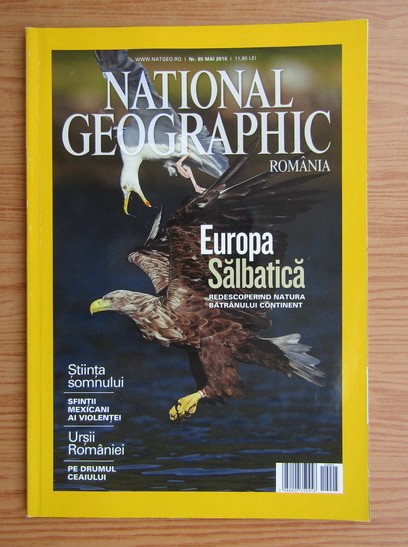 WWW.NATGEO.RO | Nr. 85 MAI 2010 | 11,90 LEI
NATIONAL
GEOGRAPHIC
ROMÂNIA
Europa
Sălbatică
REDESCOPERIND NATURA
BĂTRÂNULUI CONTINENT
Știința
somnului
SFINȚII
MEXICANI
AI VIOLENȚEI
Urșii
României
PE DRUMUL
CEAIULUI